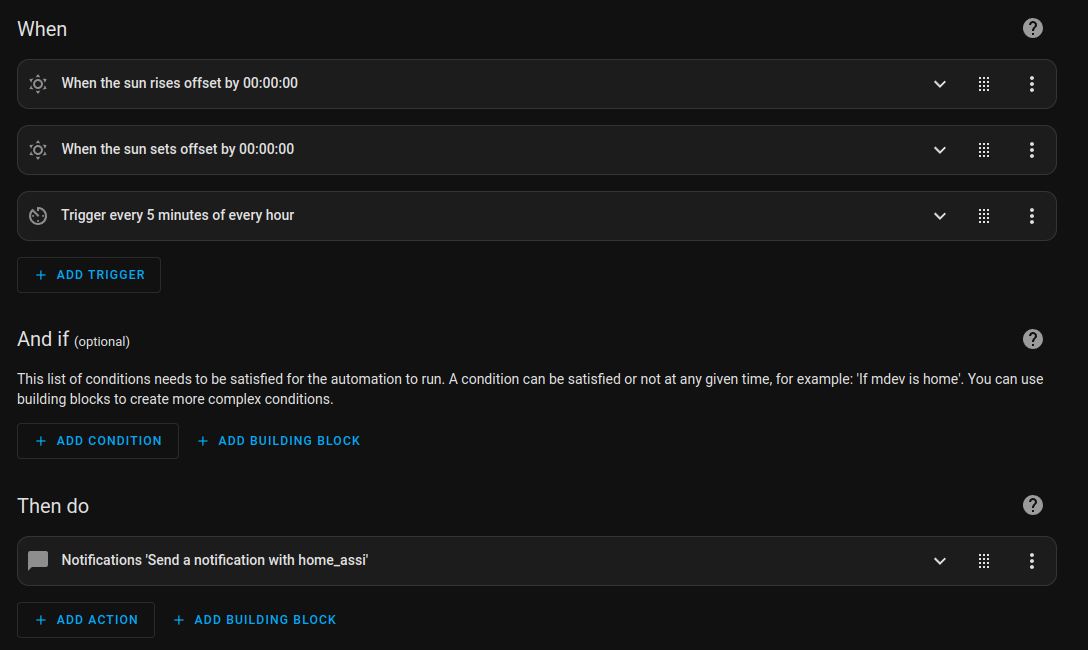 When
When the sun rises offset by 00:00:00
When the sun sets offset by 00:00:00
Trigger every 5 minutes of every hour
+ ADD TRIGGER
And if (optional)
This list of conditions needs to be satisfied for the automation to run. A condition can be satisfied or not at any given time, for example: 'If mdev is home'. You can use
building blocks to create more complex conditions.
+ ADD CONDITION + ADD BUILDING BLOCK
Then do
Notifications 'Send a notification with home_assi'
+ ADD ACTION + ADD BUILDING BLOCK